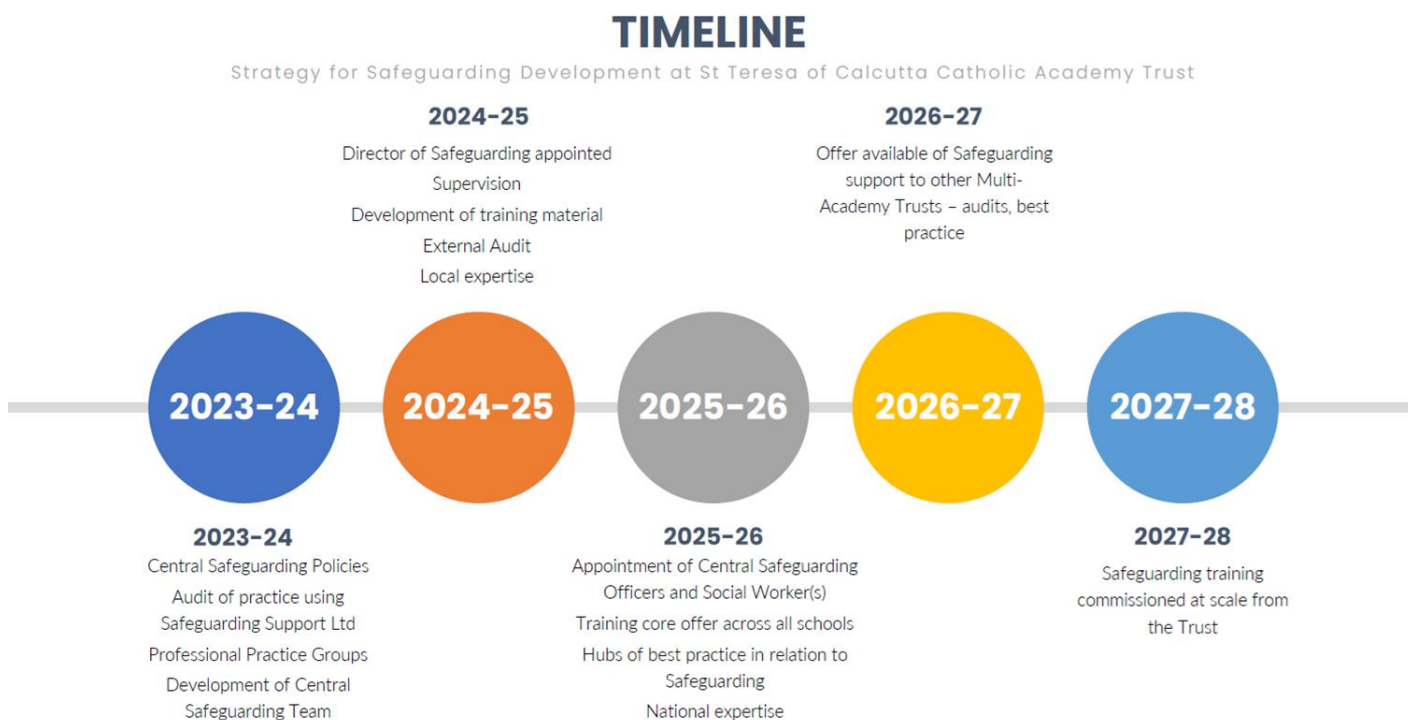 TIMELINE
Strategy for Safeguarding Development at St Teresa of Calcutta Catholic Academy Trust
2024-25
Director of Safeguarding appointed
Supervision
Development of training material
External Audit
Local expertise
2026-27
Offer available of Safeguarding
support to other Multi-
Academy Trusts – audits, best
practice
2023-24
2024-25
2025-26
2026-27
2027-28
2023-24
Central Safeguarding Policies
Audit of practice using
Safeguarding Support Ltd
Professional Practice Groups
Development of Central
Safeguarding Team
2025-26
Appointment of Central Safeguarding
Officers and Social Worker(s)
Training core offer across all schools
Hubs of best practice in relation to
Safeguarding
National expertise
2027-28
Safeguarding training
commissioned at scale from
the Trust